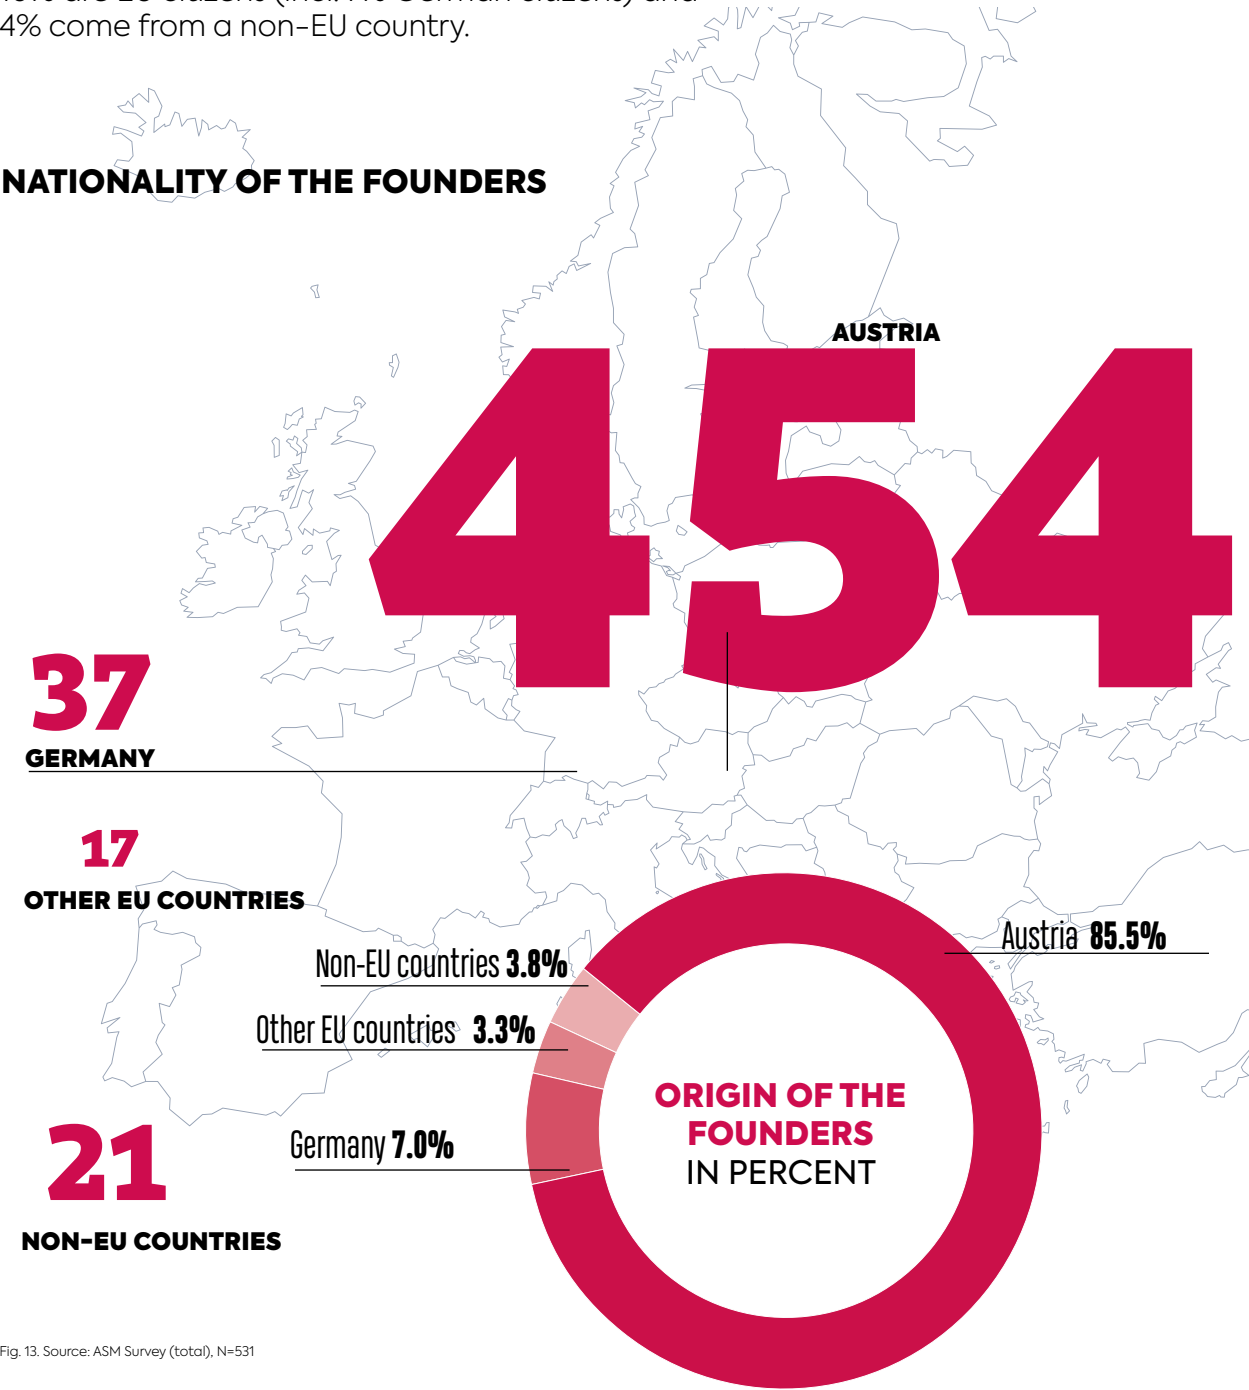 4% come from a non-EU country.
NATIONALITY OF THE FOUNDERS
AUSTRIA
454
37
GERMANY
17
OTHER EU COUNTRIES
Austria 85.5%
Non-EU countries 3.8%
Other EU countries 3.3%
Germany 7.0%
ORIGIN OF THE
FOUNDERS
IN PERCENT
21
NON-EU COUNTRIES
Fig. 13. Source: ASM Survey (total), N=531